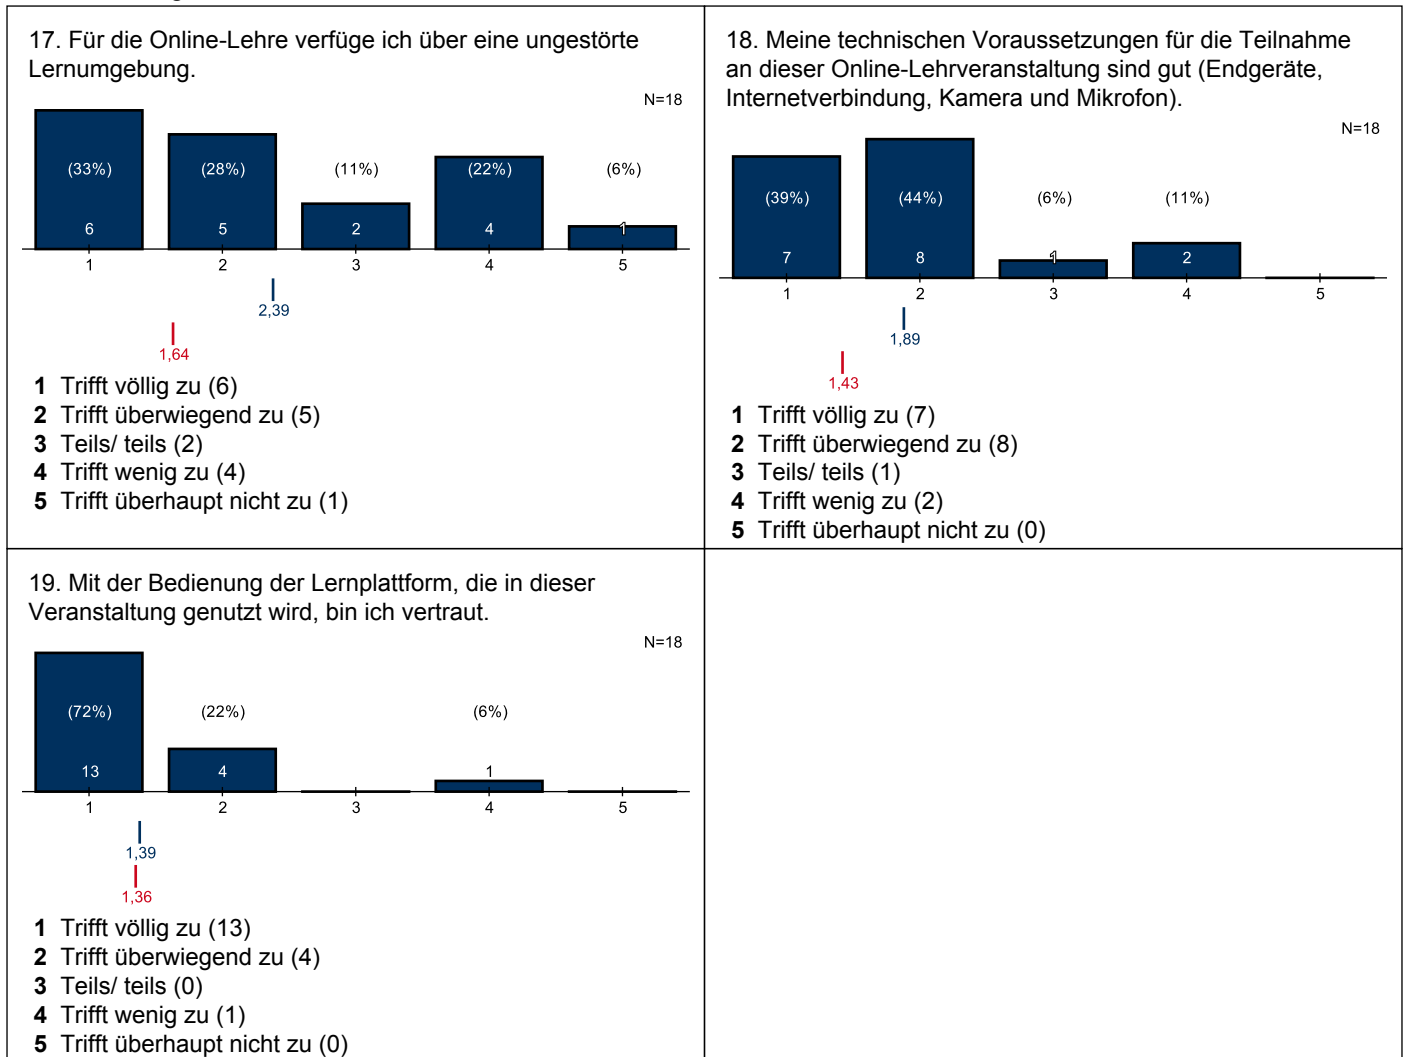 17. Für die Online-Lehre verfüge ich über eine ungestörte
Lernumgebung.
N=18
(33%) (28%) (11%) (22%) (6%)
6 5 2 4 1
1 2 3 4 5
2,39
1,64
1 Trifft völlig zu (6)
2 Trifft überwiegend zu (5)
3 Teils/ teils (2)
4 Trifft wenig zu (4)
5 Trifft überhaupt nicht zu (1)
18. Meine technischen Voraussetzungen für die Teilnahme
an dieser Online-Lehrveranstaltung sind gut (Endgeräte,
Internetverbindung, Kamera und Mikrofon).
N=18
(39%) (44%) (6%) (11%)
7 8 1 2
1 2 3 4 5
1,89
1,43
1 Trifft völlig zu (7)
2 Trifft überwiegend zu (8)
3 Teils/ teils (1)
4 Trifft wenig zu (2)
5 Trifft überhaupt nicht zu (0)
19. Mit der Bedienung der Lernplattform, die in dieser
Veranstaltung genutzt wird, bin ich vertraut.
N=18
(72%) (22%) (6%)
13 4 1
1 2 3 4 5
1,39
1,36
1 Trifft völlig zu (13)
2 Trifft überwiegend zu (4)
3 Teils/ teils (0)
4 Trifft wenig zu (1)
5 Trifft überhaupt nicht zu (0)